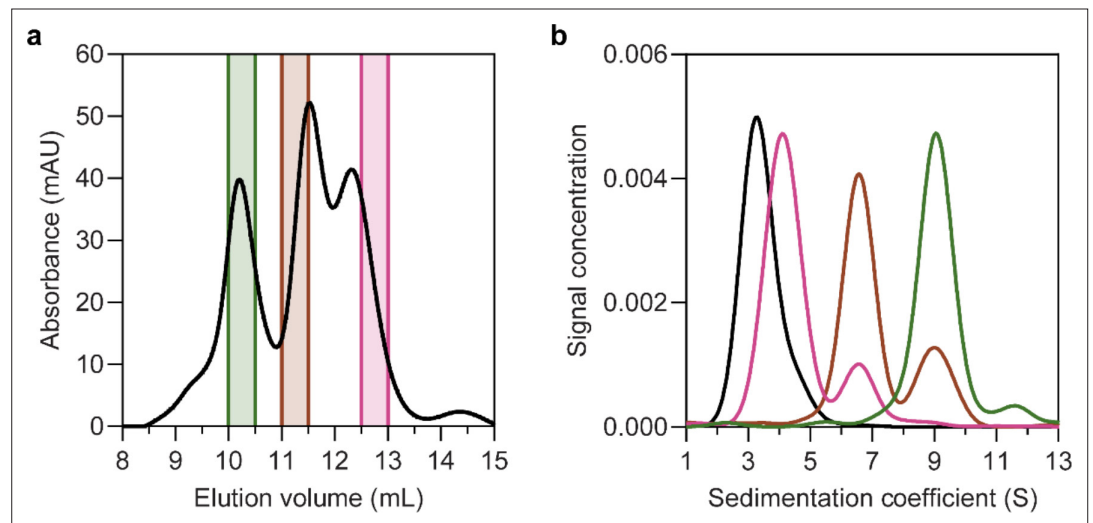 a
60
50
40
30
20
10
0
Absorbance (mAU)
8 9 10 11 12 13 14 15
Elution volume (mL)
b
0.006
0.004
0.002
0.000
Signal concentration
1 3 5 7 9 11 13
Sedimentation coefficient (S)